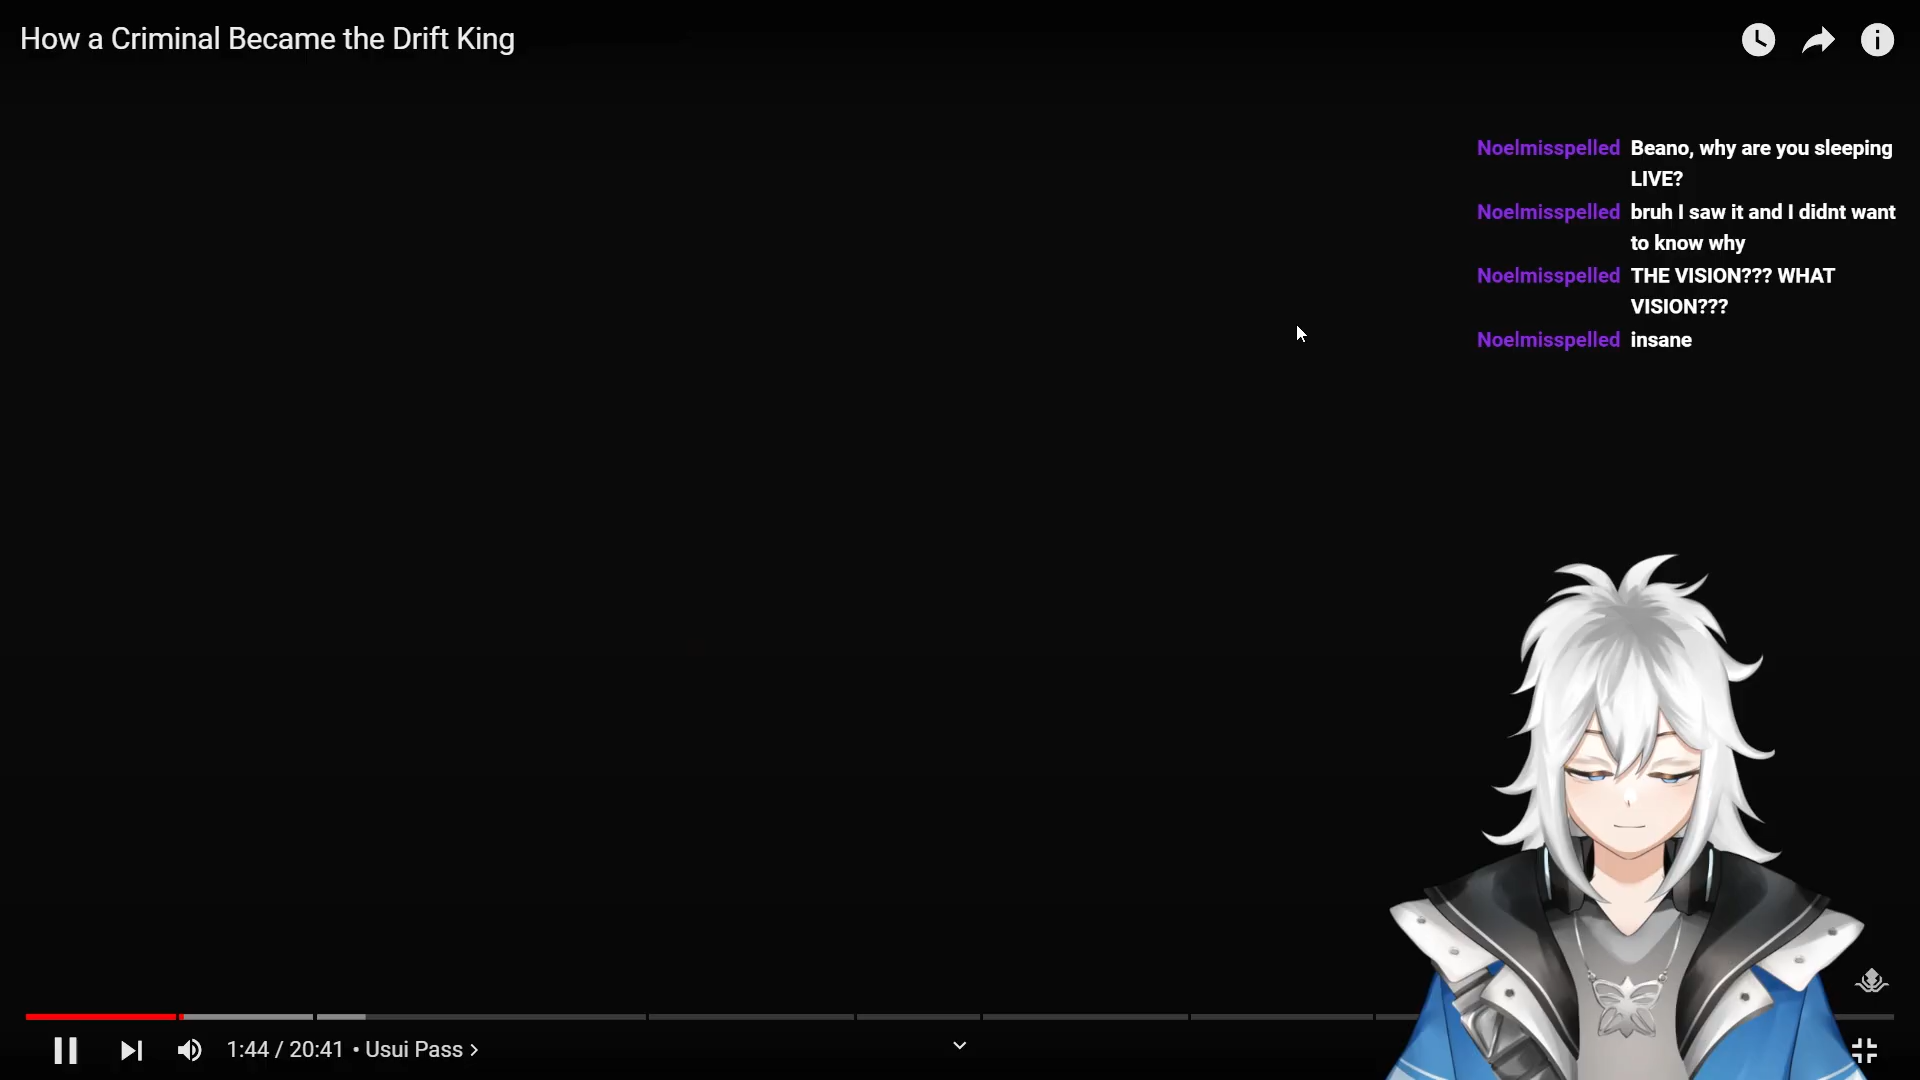 How a Criminal Became the Drift King
Noelmisspelled Beano, why are you sleeping
LIVE?
Noelmisspelled bruh I saw it and I didnt want
to know why
Noelmisspelled THE VISION??? WHAT
VISION???
Noelmisspelled insane
1:44 / 20:41 • Usui Pass >